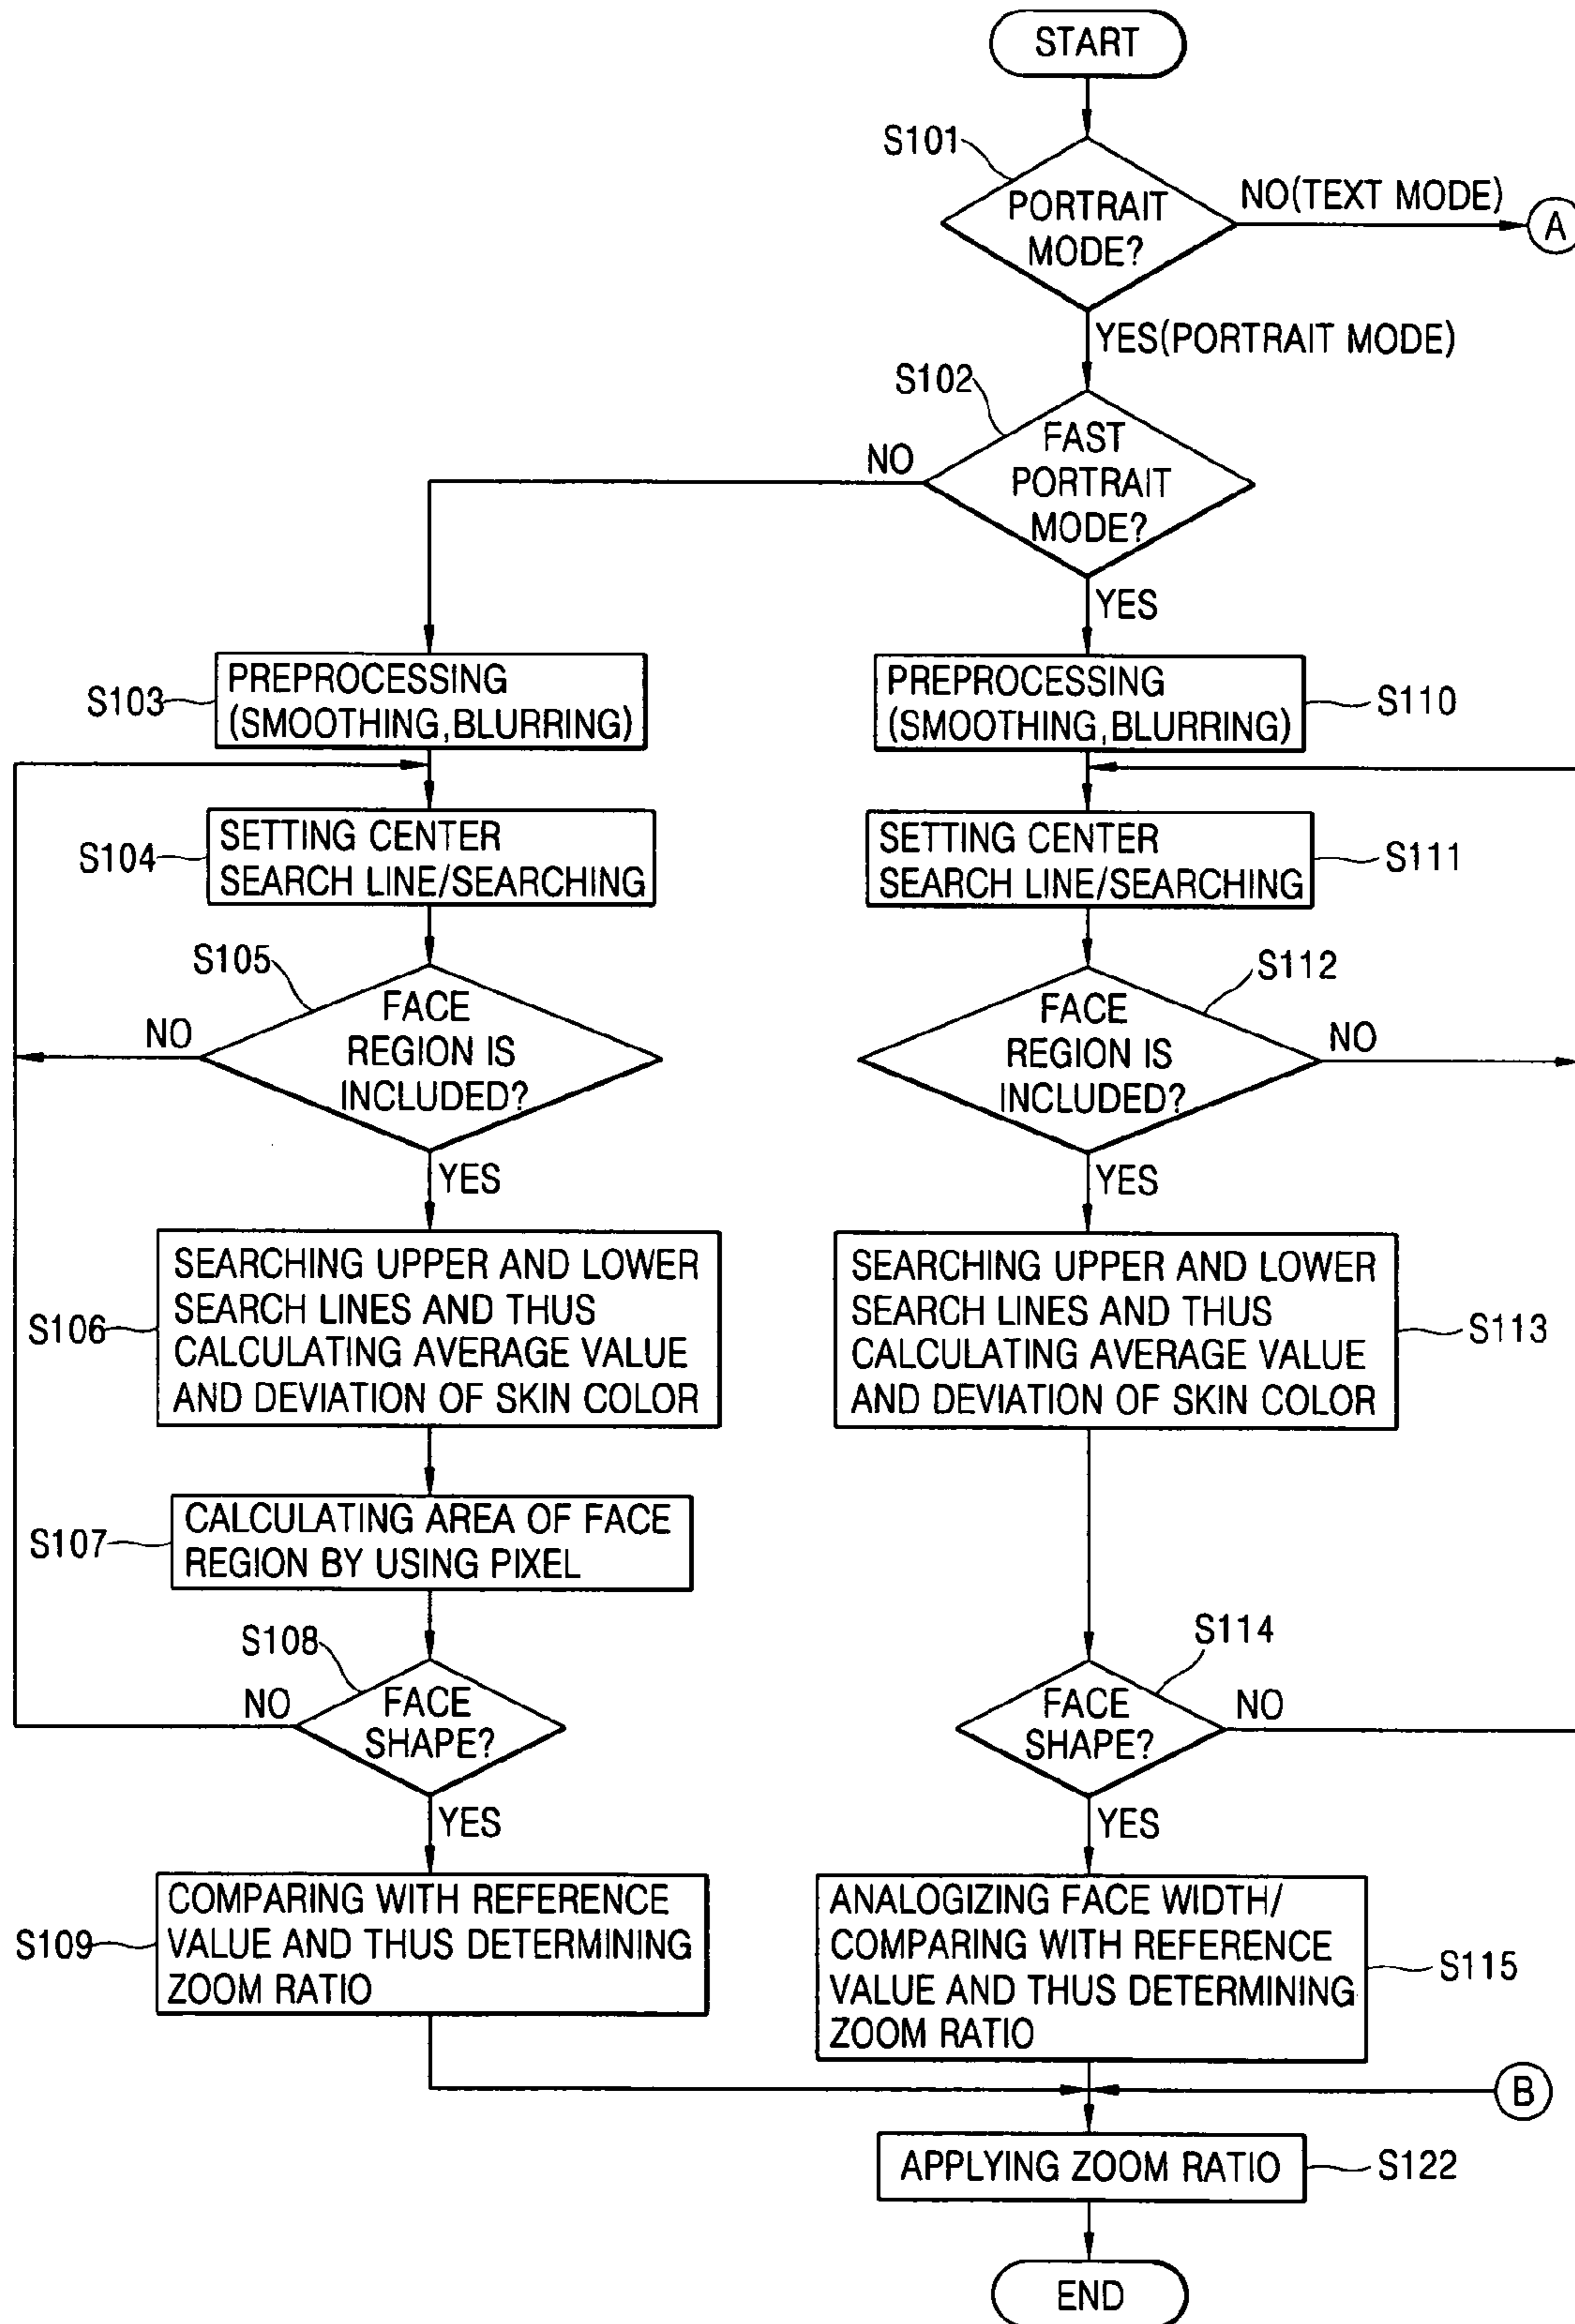 START
S101
PORTRAIT
MODE?
NO(TEXT MODE)
A
YES(PORTRAIT MODE)
S102
FAST
PORTRAIT
MODE?
NO
YES
S103
PREPROCESSING
(SMOOTHING,BLURRING)
PREPROCESSING
(SMOOTHING,BLURRING)
S110
S104
SETTING CENTER
SEARCH LINE/SEARCHING
SETTING CENTER
SEARCH LINE/SEARCHING
S111
S105
FACE
REGION IS
INCLUDED?
NO
YES
S112
FACE
REGION IS
INCLUDED?
NO
YES
S106
SEARCHING UPPER AND LOWER
SEARCH LINES AND THUS
CALCULATING AVERAGE VALUE
AND DEVIATION OF SKIN COLOR
SEARCHING UPPER AND LOWER
SEARCH LINES AND THUS
CALCULATING AVERAGE VALUE
AND DEVIATION OF SKIN COLOR
S113
S107
CALCULATING AREA OF FACE
REGION BY USING PIXEL
S108
FACE
SHAPE?
NO
YES
S114
FACE
SHAPE?
NO
YES
S109
COMPARING WITH REFERENCE
VALUE AND THUS DETERMINING
ZOOM RATIO
ANALOGIZING FACE WIDTH/
COMPARING WITH REFERENCE
VALUE AND THUS DETERMINING
ZOOM RATIO
S115
B
APPLYING ZOOM RATIO
S122
END